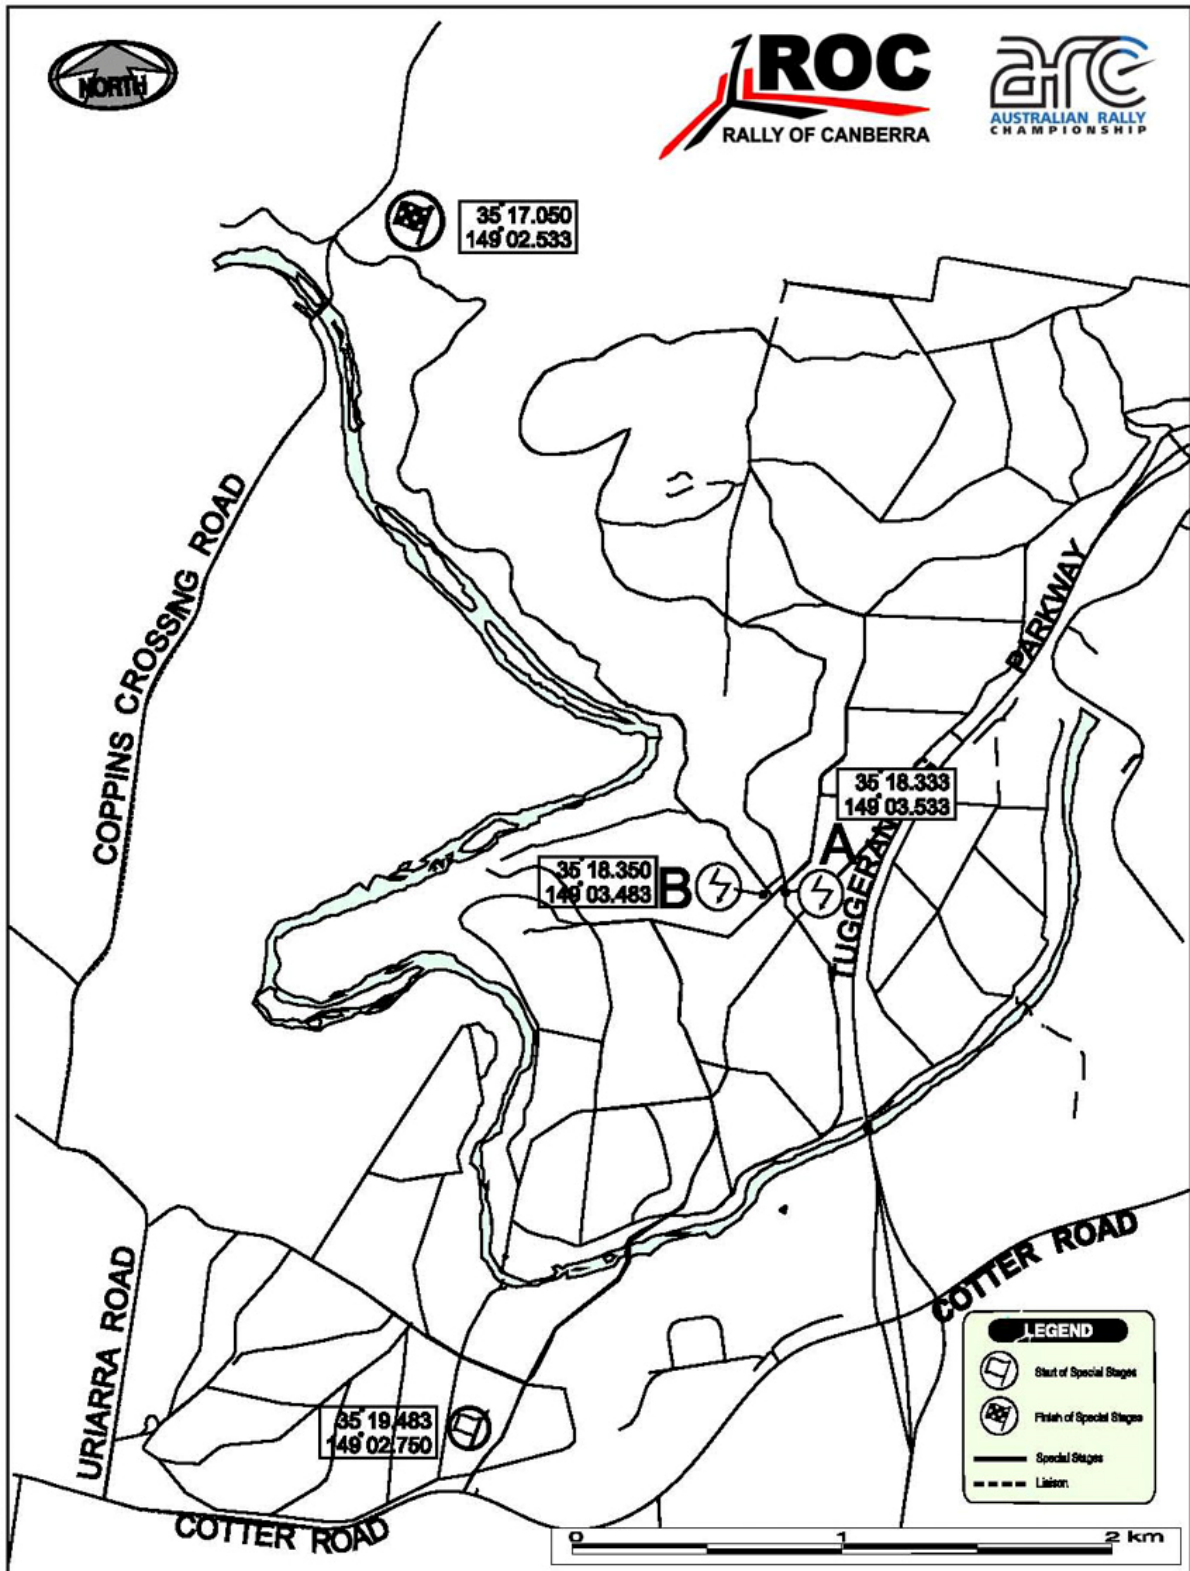 NORTH
ROC
RALLY OF CANBERRA
arc
AUSTRALIAN RALLY
CHAMPIONSHIP
35° 17.050
149° 02.533
COPPINS CROSSING ROAD
PARKWAY
35° 18.333
149° 03.533
A
TUGGERAN
35° 18.350
149° 03.483
B
COTTER ROAD
URIARRA ROAD
35° 19.483
149° 02.750
COTTER ROAD
LEGEND
Start of Special Stages
Finish of Special Stages
Special Stages
Liaison
0 1 2 km